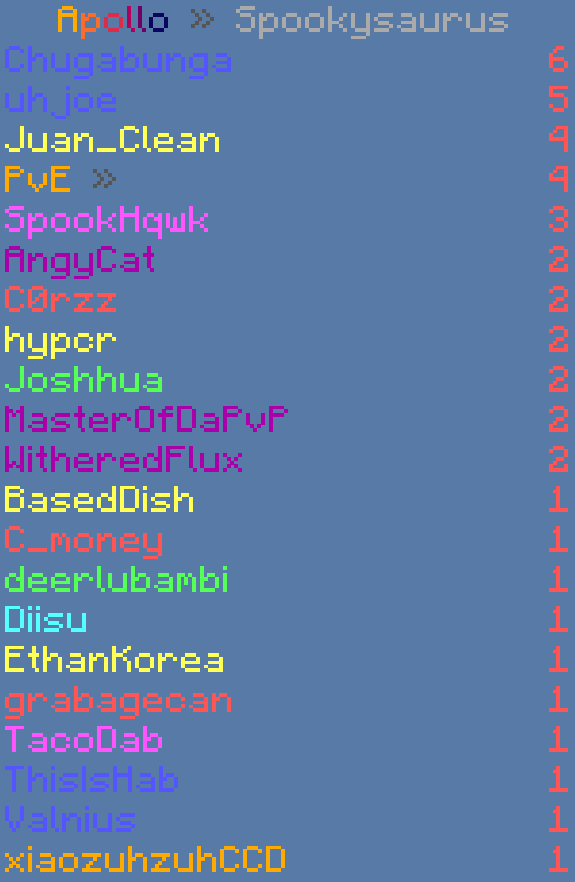 Apollo » Spookysaurus
Chugabunga 6
uh_joe 5
Juan_Clean 4
PvE » 4
SpookHqwk 3
AngyCat 2
C0rzz 2
hypcr 2
Joshhua 2
MasterOfDaPvP 2
WitheredFlux 2
BasedDish 1
C_money 1
deerlubambi 1
Diisu 1
EthanKorea 1
grabagecan 1
TacoDab 1
ThisIsHab 1
Valnius 1
xiaozuhzuhCCD 1